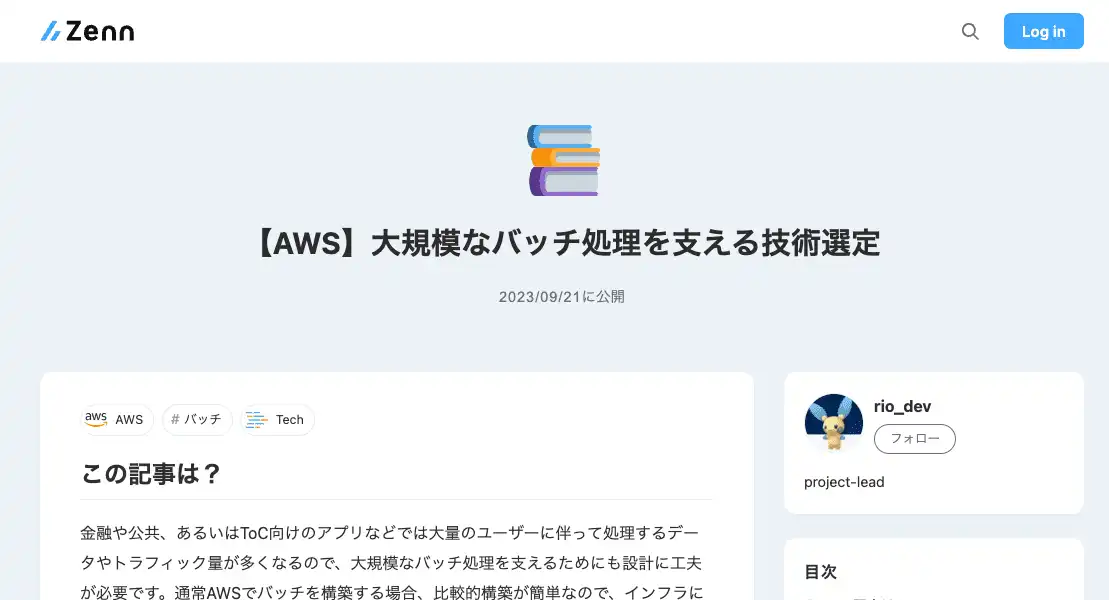 Zenn
Log in
【AWS】大規模なバッチ処理を支える技術選定
2023/09/21に公開
aws AWS
# バッチ
Tech
この記事は？
金融や公共、あるいはToC向けのアプリなどでは大量のユーザーに伴って処理するデー
タやトラフィック量が多くなるので、大規模なバッチ処理を支えるためにも設計に工夫
が必要です。通常AWSでバッチを構築する場合、比較的構築が簡単なので、インフラに
rio_dev
フォロー
project-lead
目次